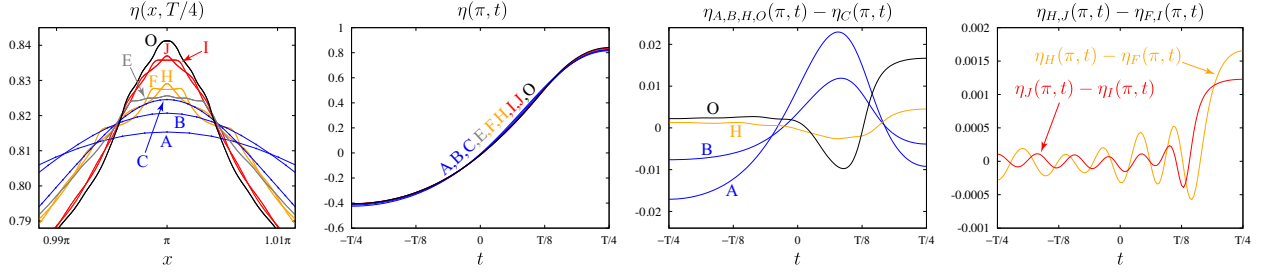 η(x, T/4)
0.84
0.83
0.82
0.81
0.80
0.79
O
J
I
E
F
H
B
A
C
0.99π
π
1.01π
x
η(π, t)
1
0.8
0.6
0.4
0.2
0
-0.2
-0.4
-0.6
A,B,C,E,F,H,I,J,O
−T/4
−T/8
0
T/8
T/4
t
η_{A,B,H,O}(π, t) − η_C(π, t)
0.02
0.01
0
-0.01
-0.02
O
H
B
A
−T/4
−T/8
0
T/8
T/4
t
η_{H,J}(π, t) − η_{F,I}(π, t)
0.002
0.0015
0.001
0.0005
0
-0.0005
-0.001
η_H(π, t) − η_F(π, t)
η_J(π, t) − η_I(π, t)
−T/4
−T/8
0
T/8
T/4
t